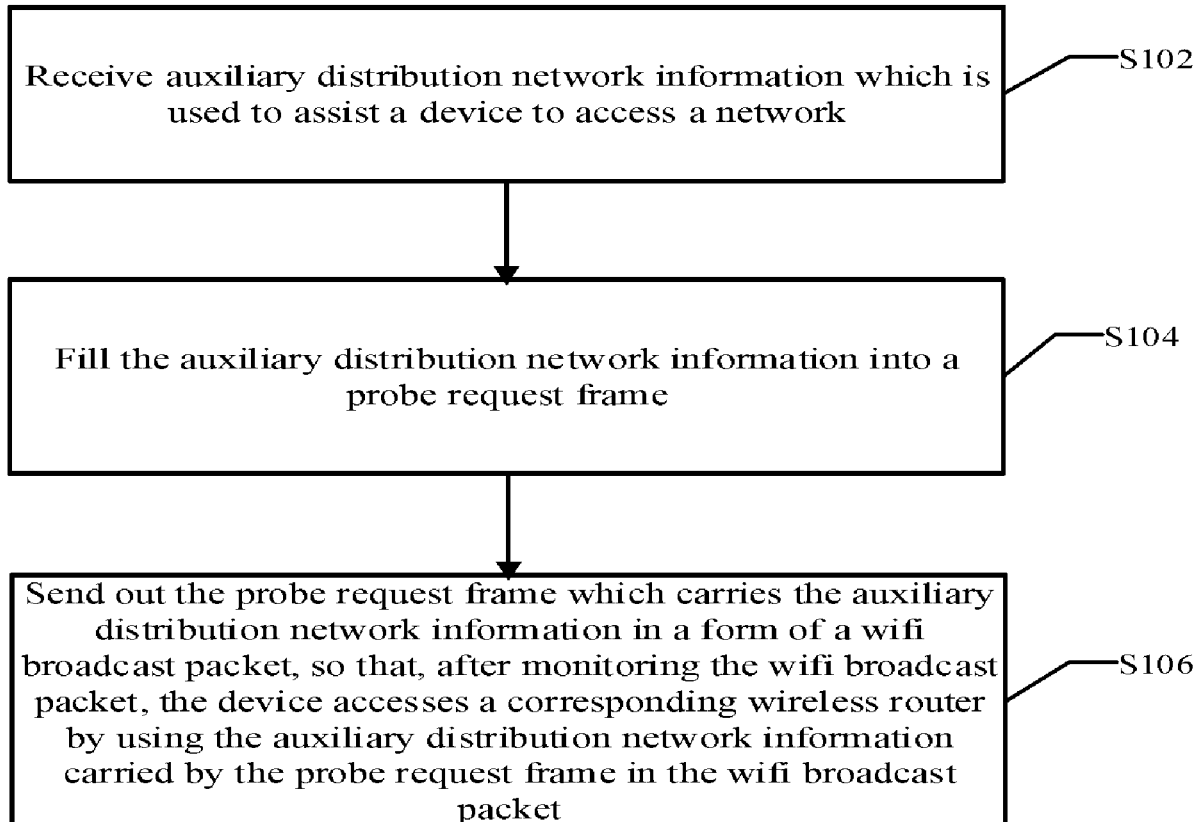 Receive auxiliary distribution network information which is
used to assist a device to access a network
S102
Fill the auxiliary distribution network information into a
probe request frame
S104
Send out the probe request frame which carries the auxiliary
distribution network information in a form of a wifi
broadcast packet, so that, after monitoring the wifi broadcast
packet, the device accesses a corresponding wireless router
by using the auxiliary distribution network information
carried by the probe request frame in the wifi broadcast
packet
S106